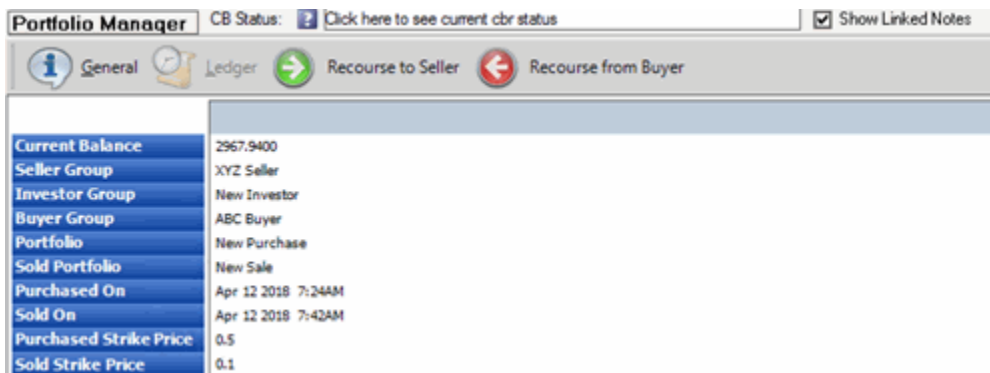 Portfolio Manager CB Status: ? Click here to see current cbr status Show Linked Notes
General Ledger Recourse to Seller Recourse from Buyer
Current Balance 2967.9400
Seller Group XYZ Seller
Investor Group New Investor
Buyer Group ABC Buyer
Portfolio New Purchase
Sold Portfolio New Sale
Purchased On Apr 12 2018 7:24AM
Sold On Apr 12 2018 7:42AM
Purchased Strike Price 0.5
Sold Strike Price 0.1